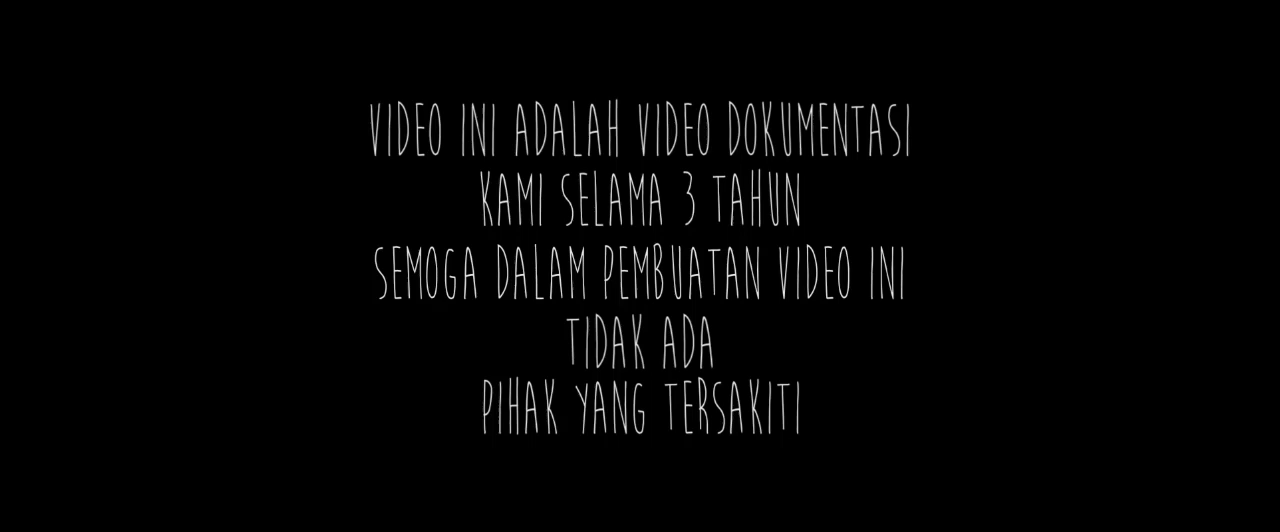 VIDEO INI ADALAH VIDEO DOKUMENTASI
KAMI SELAMA 3 TAHUN
SEMOGA DALAM PEMBUATAN VIDEO INI
TIDAK ADA
PIHAK YANG TERSAKITI